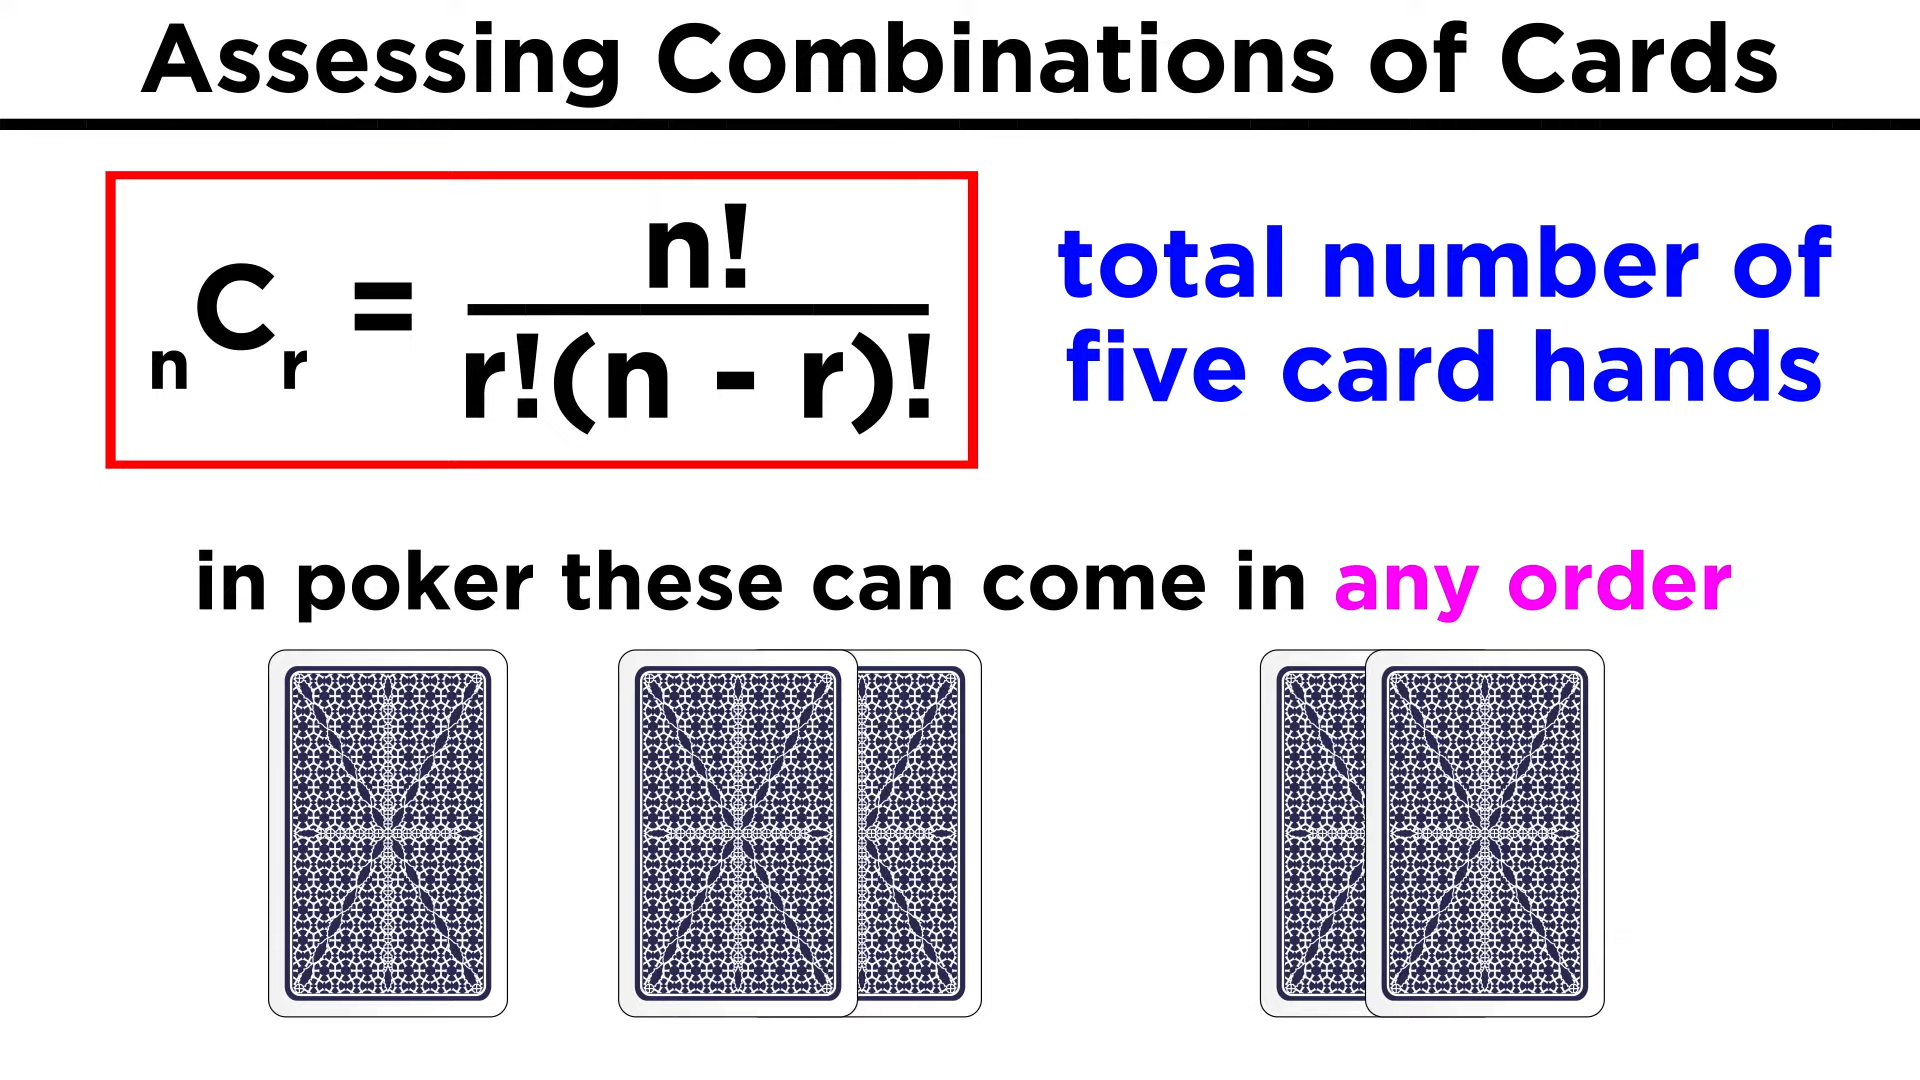 Assessing Combinations of Cards
nCr = n! / r!(n - r)!
total number of
five card hands
in poker these can come in any order